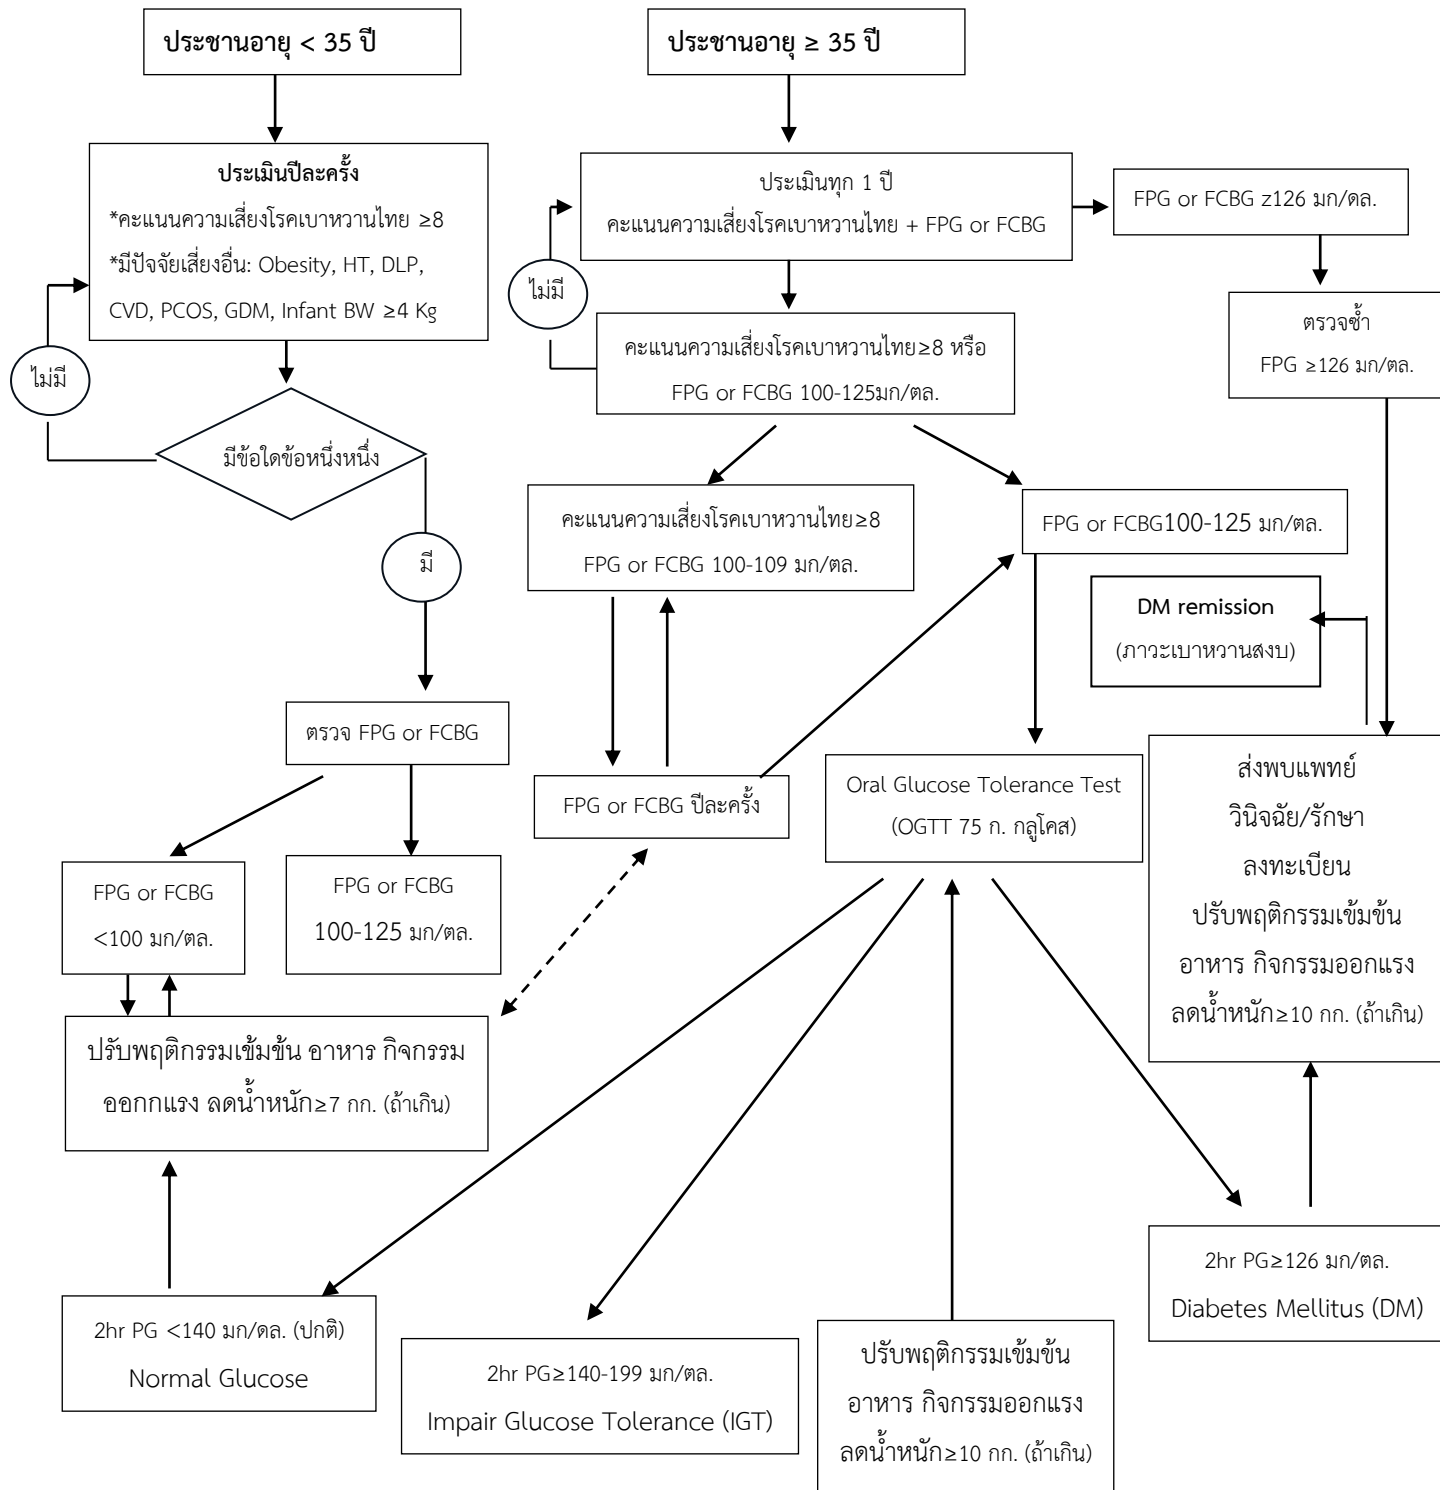 ประชานอายุ < 35 ปี
ประชานอายุ ≥ 35 ปี
ประเมินปีละครั้ง
*คะแนนความเสี่ยงโรคเบาหวานไทย ≥8
*มีปัจจัยเสี่ยงอื่น: Obesity, HT, DLP,
CVD, PCOS, GDM, Infant BW ≥4 Kg
ประเมินทุก 1 ปี
คะแนนความเสี่ยงโรคเบาหวานไทย + FPG or FCBG
FPG or FCBG z126 มก/ดล.
ไม่มี
ไม่มี
ตรวจซ้ำ
FPG ≥126 มก/ตล.
คะแนนความเสี่ยงโรคเบาหวานไทย≥8 หรือ
FPG or FCBG 100-125มก/ตล.
มีข้อใดข้อหนึ่งหนึ่ง
มี
คะแนนความเสี่ยงโรคเบาหวานไทย≥8
FPG or FCBG 100-109 มก/ตล.
FPG or FCBG100-125 มก/ตล.
DM remission
(ภาวะเบาหวานสงบ)
ตรวจ FPG or FCBG
FPG or FCBG ปีละครั้ง
Oral Glucose Tolerance Test
(OGTT 75 ก. กลูโคส)
ส่งพบแพทย์
วินิจฉัย/รักษา
ลงทะเบียน
ปรับพฤติกรรมเข้มข้น
อาหาร กิจกรรมออกแรง
ลดน้ำหนัก≥10 กก. (ถ้าเกิน)
FPG or FCBG
<100 มก/ตล.
FPG or FCBG
100-125 มก/ตล.
ปรับพฤติกรรมเข้มข้น อาหาร กิจกรรม
ออกกแรง ลดน้ำหนัก≥7 กก. (ถ้าเกิน)
2hr PG <140 มก/ดล. (ปกติ)
Normal Glucose
2hr PG≥140-199 มก/ตล.
Impair Glucose Tolerance (IGT)
ปรับพฤติกรรมเข้มข้น
อาหาร กิจกรรมออกแรง
ลดน้ำหนัก≥10 กก. (ถ้าเกิน)
2hr PG≥126 มก/ตล.
Diabetes Mellitus (DM)